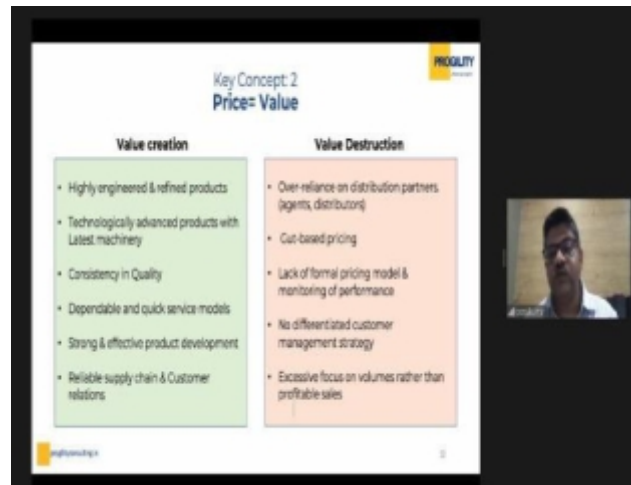 PROGILITY
Key Concept: 2
Price= Value
Value creation
• Highly engineered & refined products
• Technologically advanced products with
Latest machinery
• Consistency in Quality
• Dependable and quick service models
• Strong & effective product development
• Reliable supply chain & Customer
relations
Value Destruction
• Over-reliance on distribution partners
(agents, distributors)
• Gut-based pricing
• Lack of formal pricing model &
monitoring of performance
• No differentiated customer
management strategy
• Excessive focus on volumes rather than
profitable sales